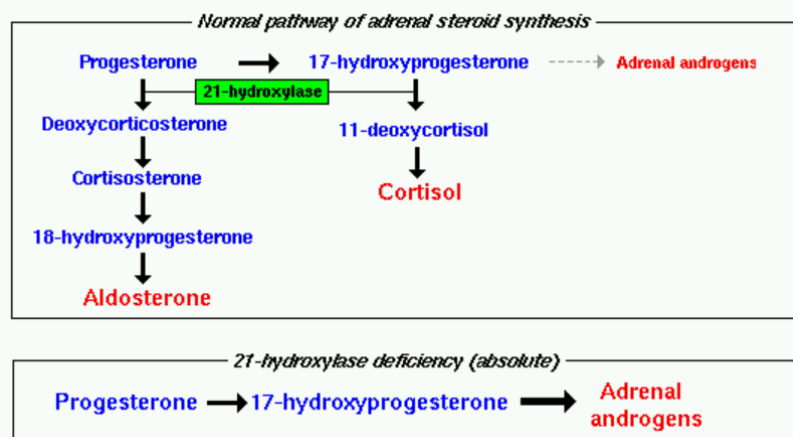 Normal pathway of adrenal steroid synthesis
Progesterone 17-hydroxyprogesterone Adrenal androgens
21-hydroxylase
Deoxycorticosterone 11-deoxycortisol
Cortisosterone Cortisol
18-hydroxyprogesterone
Aldosterone
21-hydroxylase deficiency (absolute)
Progesterone 17-hydroxyprogesterone Adrenal
androgens